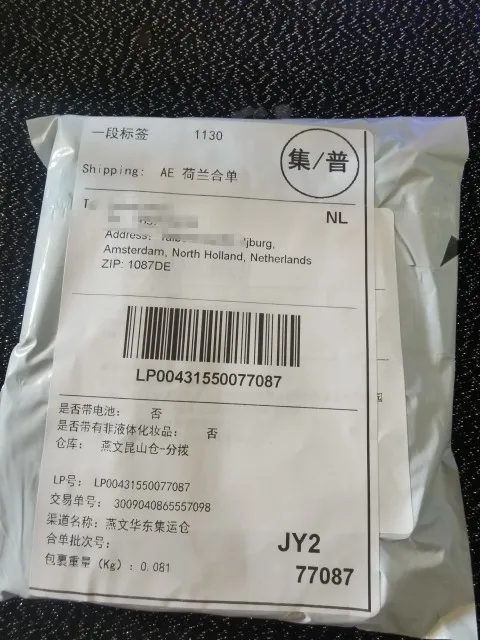 一段标签 1130
集/普
Shipping: AE 荷兰合单
NL
Address: ijburg,
Amsterdam, North Holland, Netherlands
ZIP: 1087DE
LP00431550077087
是否带电池： 否
是否带有非液体化妆品： 否
仓库： 燕文昆山仓-分拨
LP号： LP00431550077087
交易单号： 3009040865557098
渠道名称：燕文华东集运仓
合单批次号：
包裹重量（Kg）：0.081
JY2
77087